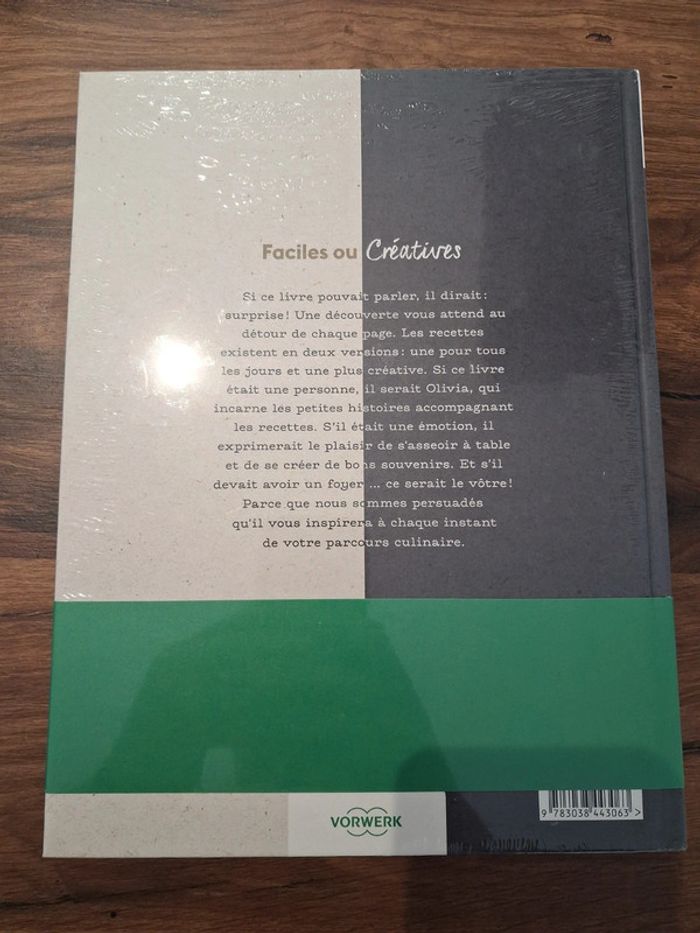 Faciles ou Créatives
Si ce livre pouvait parler, il dirait :
surprise! Une découverte vous attend au
détour de chaque page. Les recettes
existent en deux versions : une pour tous
les jours et une plus créative. Si ce livre
était une personne, il serait Olivia, qui
incarne les petites histoires accompagnant
les recettes. S'il était une émotion, il
exprimerait le plaisir de s'asseoir à table
et de se créer de bons souvenirs. Et s'il
devait avoir un foyer ... ce serait le vôtre!
Parce que nous sommes persuadés
qu'il vous inspirera à chaque instant
de votre parcours culinaire.
VORWERK
9 783038 443063 >